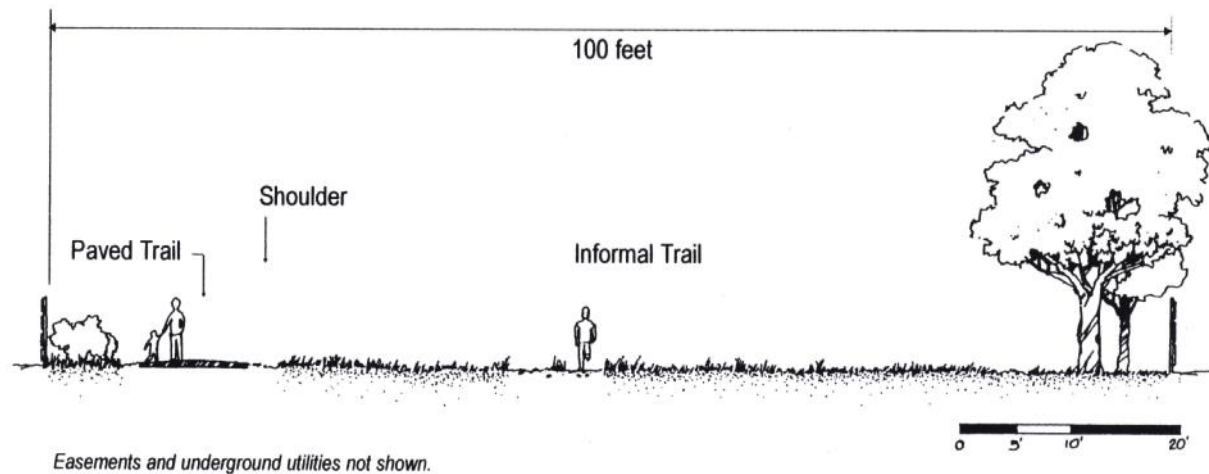 100 feet
Shoulder
Paved Trail
Informal Trail
0 5' 10' 20'
Easements and underground utilities not shown.